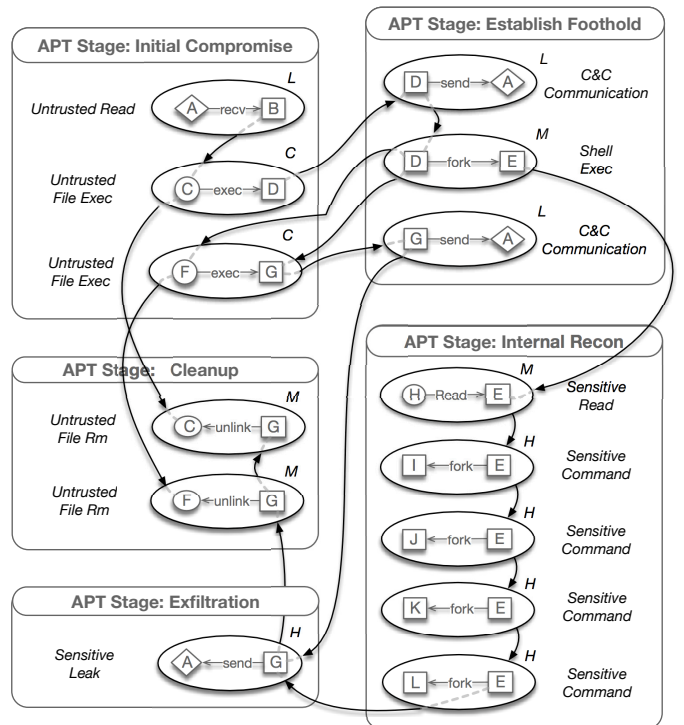 APT Stage: Initial Compromise
L
Untrusted Read
A recv B
C
Untrusted
File Exec
C exec D
C
Untrusted
File Exec
F exec G
APT Stage: Establish Foothold
L
D send A
C&C
Communication
M
D fork E
Shell
Exec
L
G send A
C&C
Communication
APT Stage: Cleanup
M
Untrusted
File Rm
C unlink G
M
Untrusted
File Rm
F unlink G
APT Stage: Exfiltration
H
Sensitive
Leak
A send G
APT Stage: Internal Recon
M
H Read E
Sensitive
Read
H
I fork E
Sensitive
Command
H
J fork E
Sensitive
Command
H
K fork E
Sensitive
Command
H
L fork E
Sensitive
Command